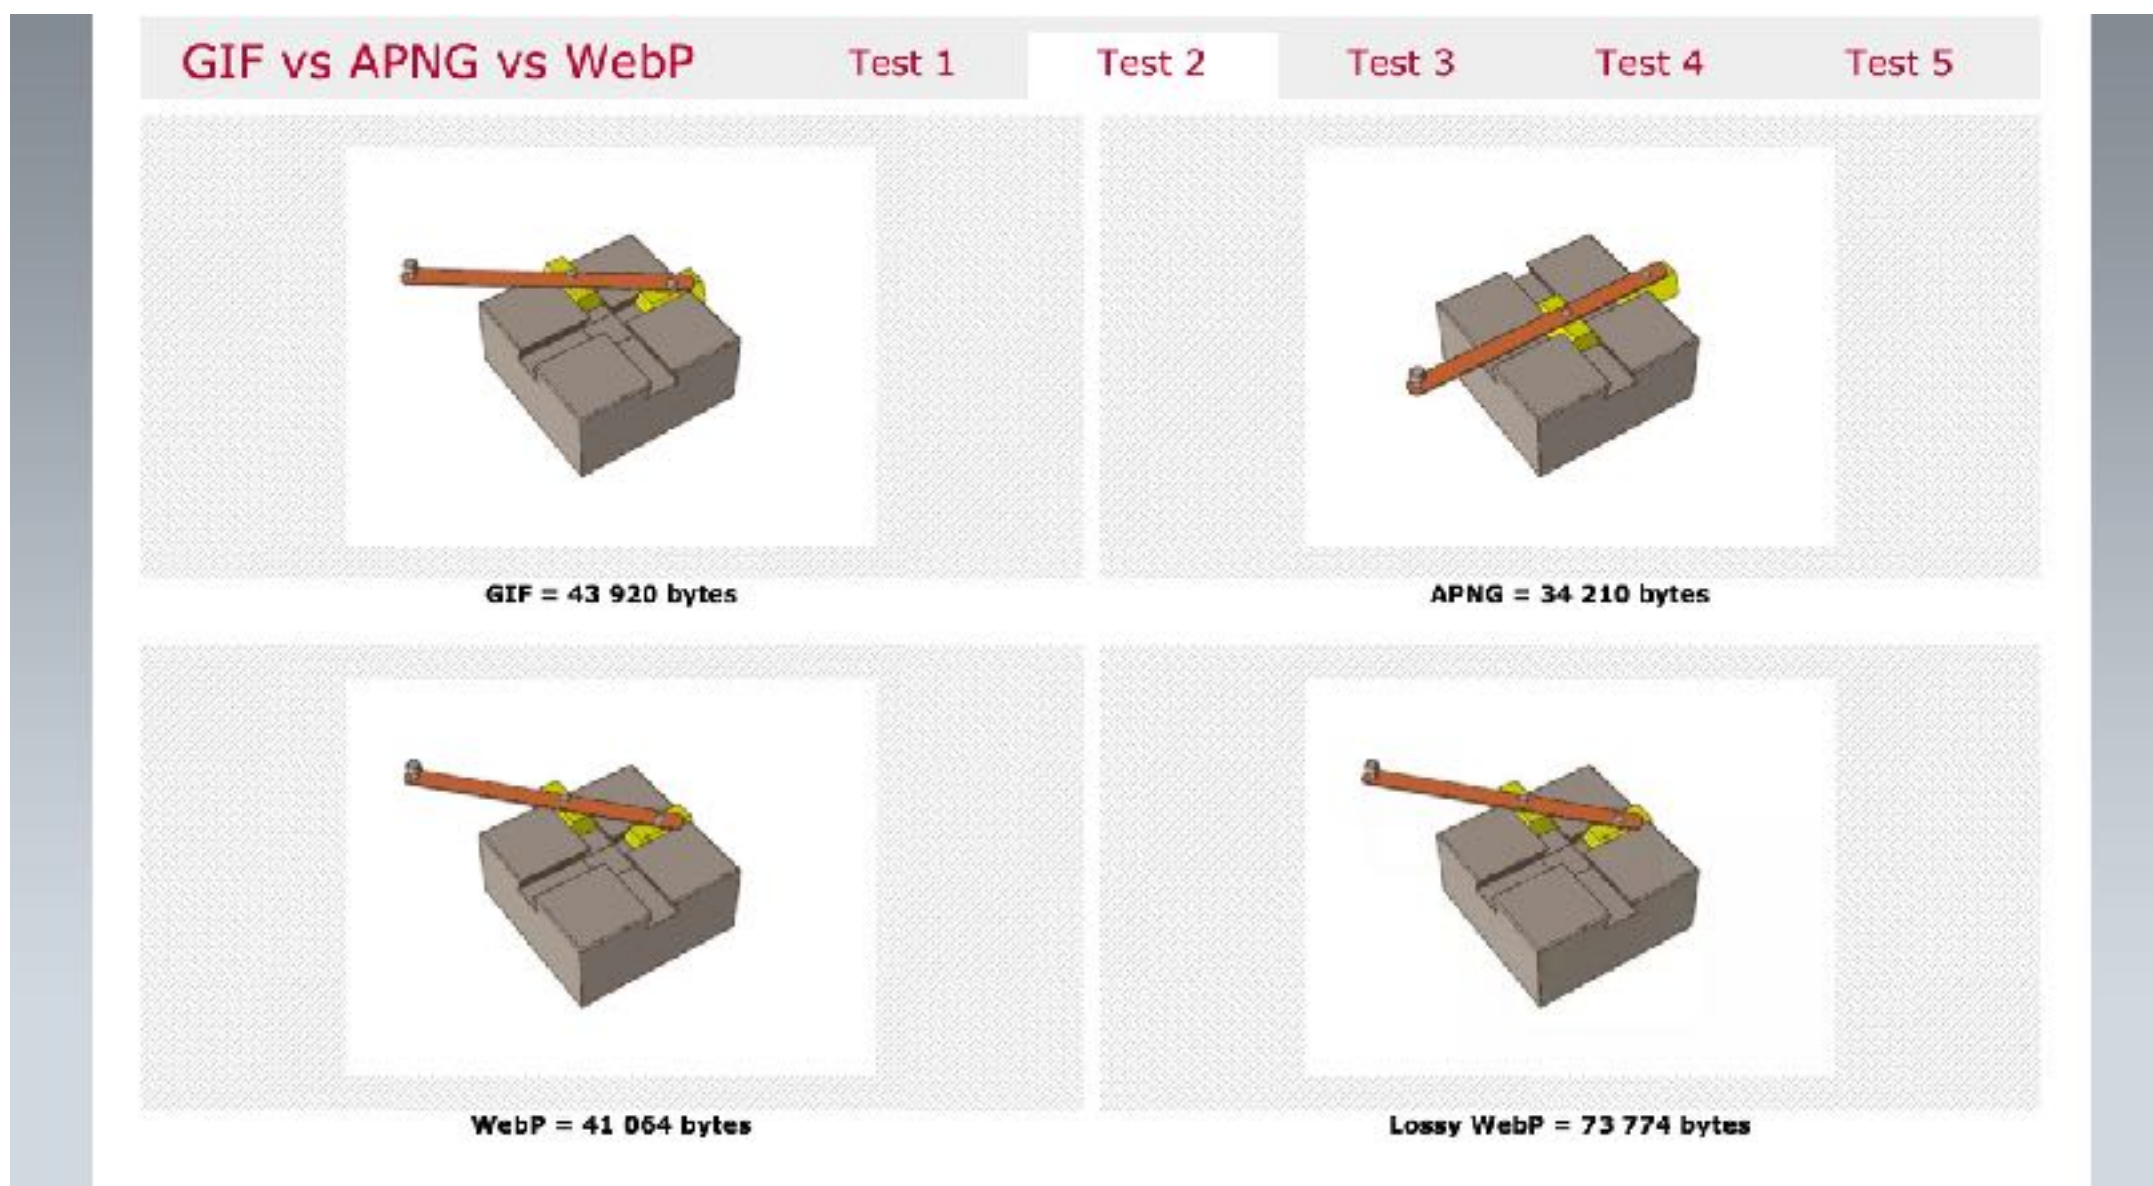 GIF vs APNG vs WebP Test 1 Test 2 Test 3 Test 4 Test 5
GIF = 43 920 bytes
APNG = 34 210 bytes
WebP = 41 064 bytes
Lossy WebP = 73 774 bytes